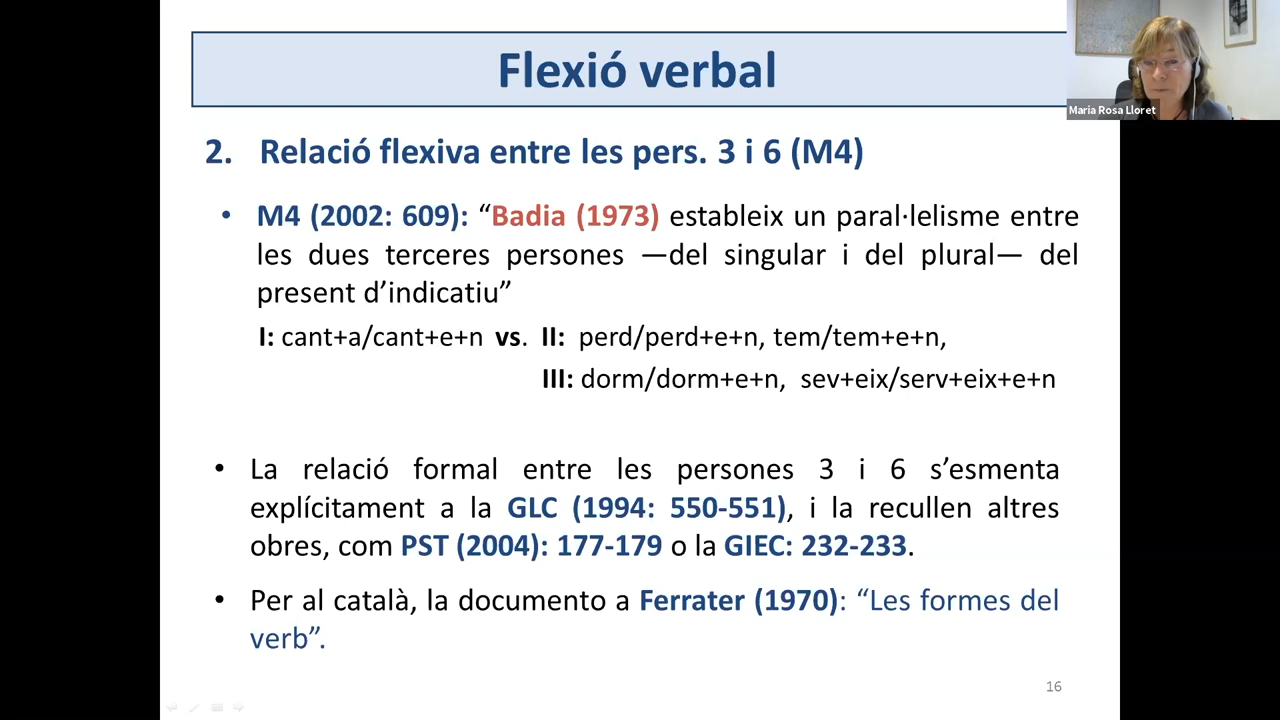 Flexió verbal
Maria Rosa Lloret
2. Relació flexiva entre les pers. 3 i 6 (M4)
• M4 (2002: 609): “Badia (1973) estableix un paral·lelisme entre
les dues terceres persones —del singular i del plural— del
present d’indicatiu”
I: cant+a/cant+e+n vs. II: perd/perd+e+n, tem/tem+e+n,
III: dorm/dorm+e+n, sev+eix/serv+eix+e+n
• La relació formal entre les persones 3 i 6 s’esmenta
explícitament a la GLC (1994: 550-551), i la recullen altres
obres, com PST (2004): 177-179 o la GIEC: 232-233.
• Per al català, la documento a Ferrater (1970): “Les formes del
verb”.
16